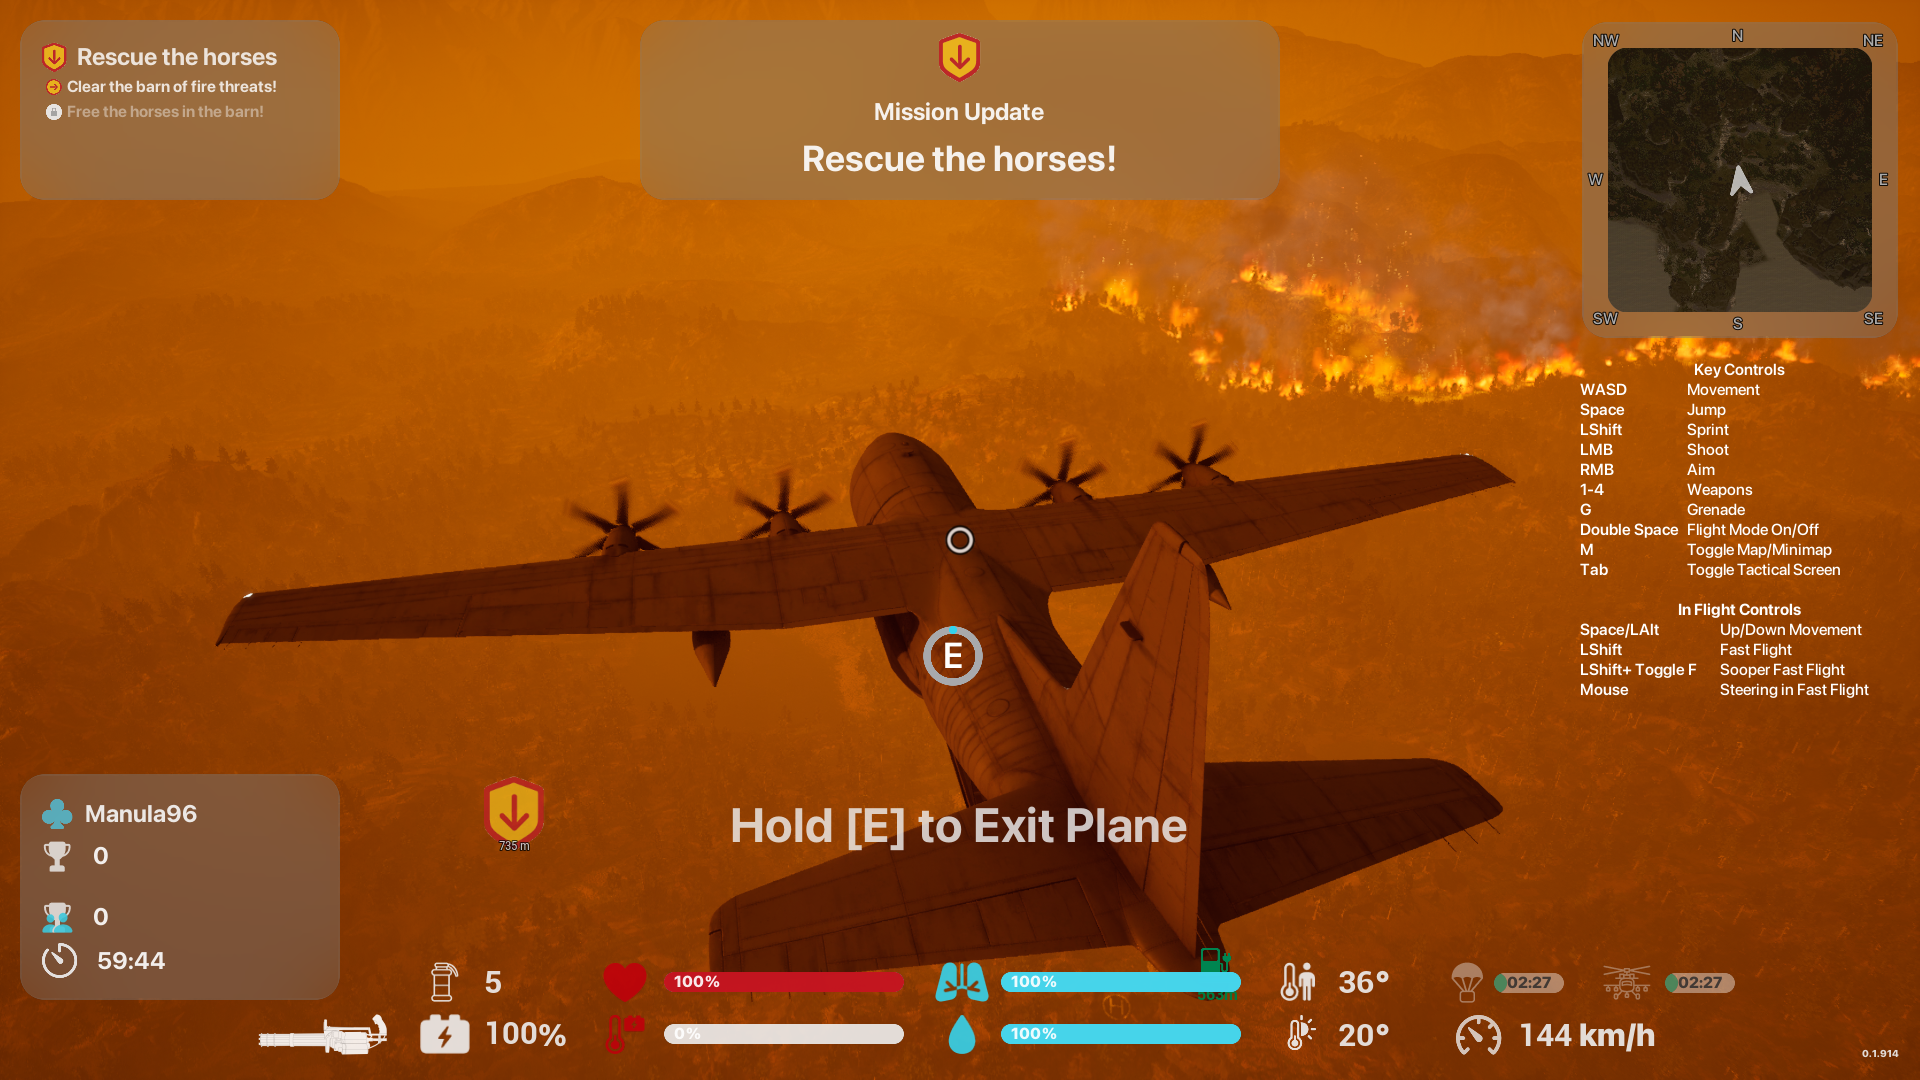 Rescue the horses
Clear the barn of fire threats!
Free the horses in the barn!
Mission Update
Rescue the horses!
NW N NE
W E
SW S SE
Key Controls
WASD Movement
Space Jump
LShift Sprint
LMB Shoot
RMB Aim
1-4 Weapons
G Grenade
Double Space Flight Mode On/Off
M Toggle Map/Minimap
Tab Toggle Tactical Screen
In Flight Controls
Space/LAlt Up/Down Movement
LShift Fast Flight
LShift+ Toggle F Sooper Fast Flight
Mouse Steering in Fast Flight
E
Hold [E] to Exit Plane
735 m
Manula96
0
0
59:44
5
100%
100%
0%
100%
100%
563m
H
36°
20°
02:27
02:27
144 km/h
0.1.914